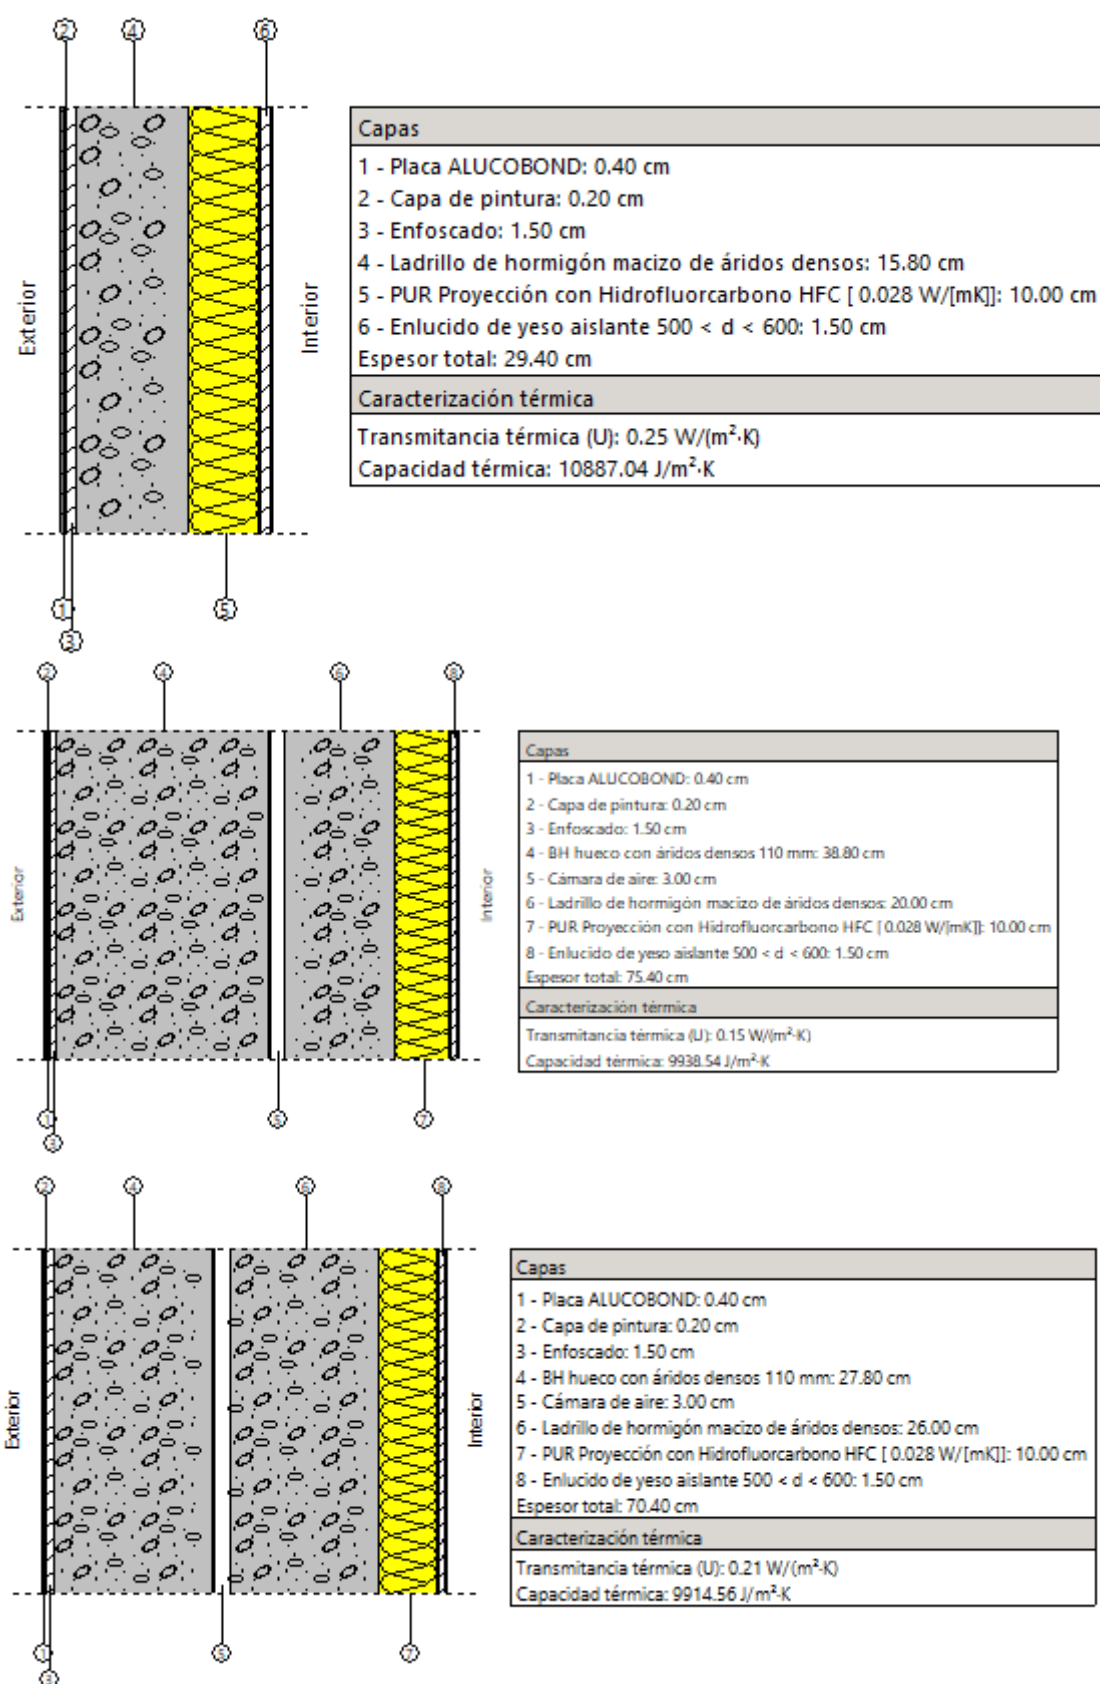 2
4
6
Exterior
Interior
1
3
5
Capas
1 - Placa ALUCOBOND: 0.40 cm
2 - Capa de pintura: 0.20 cm
3 - Enfoscado: 1.50 cm
4 - Ladrillo de hormigón macizo de áridos densos: 15.80 cm
5 - PUR Proyección con Hidrofluorcarbono HFC [ 0.028 W/[mK]]: 10.00 cm
6 - Enlucido de yeso aislante 500 < d < 600: 1.50 cm
Espesor total: 29.40 cm
Caracterización térmica
Transmitancia térmica (U): 0.25 W/(m²·K)
Capacidad térmica: 10887.04 J/m²·K
2
4
6
8
Exterior
Interior
1
3
5
7
Capas
1 - Placa ALUCOBOND: 0.40 cm
2 - Capa de pintura: 0.20 cm
3 - Enfoscado: 1.50 cm
4 - BH hueco con áridos densos 110 mm: 38.80 cm
5 - Cámara de aire: 3.00 cm
6 - Ladrillo de hormigón macizo de áridos densos: 20.00 cm
7 - PUR Proyección con Hidrofluorcarbono HFC [ 0.028 W/[mK]]: 10.00 cm
8 - Enlucido de yeso aislante 500 < d < 600: 1.50 cm
Espesor total: 75.40 cm
Caracterización térmica
Transmitancia térmica (U): 0.15 W/(m²·K)
Capacidad térmica: 9938.54 J/m²·K
2
4
6
8
Exterior
Interior
1
3
5
7
Capas
1 - Placa ALUCOBOND: 0.40 cm
2 - Capa de pintura: 0.20 cm
3 - Enfoscado: 1.50 cm
4 - BH hueco con áridos densos 110 mm: 27.80 cm
5 - Cámara de aire: 3.00 cm
6 - Ladrillo de hormigón macizo de áridos densos: 26.00 cm
7 - PUR Proyección con Hidrofluorcarbono HFC [ 0.028 W/[mK]]: 10.00 cm
8 - Enlucido de yeso aislante 500 < d < 600: 1.50 cm
Espesor total: 70.40 cm
Caracterización térmica
Transmitancia térmica (U): 0.21 W/(m²·K)
Capacidad térmica: 9914.56 J/m²·K